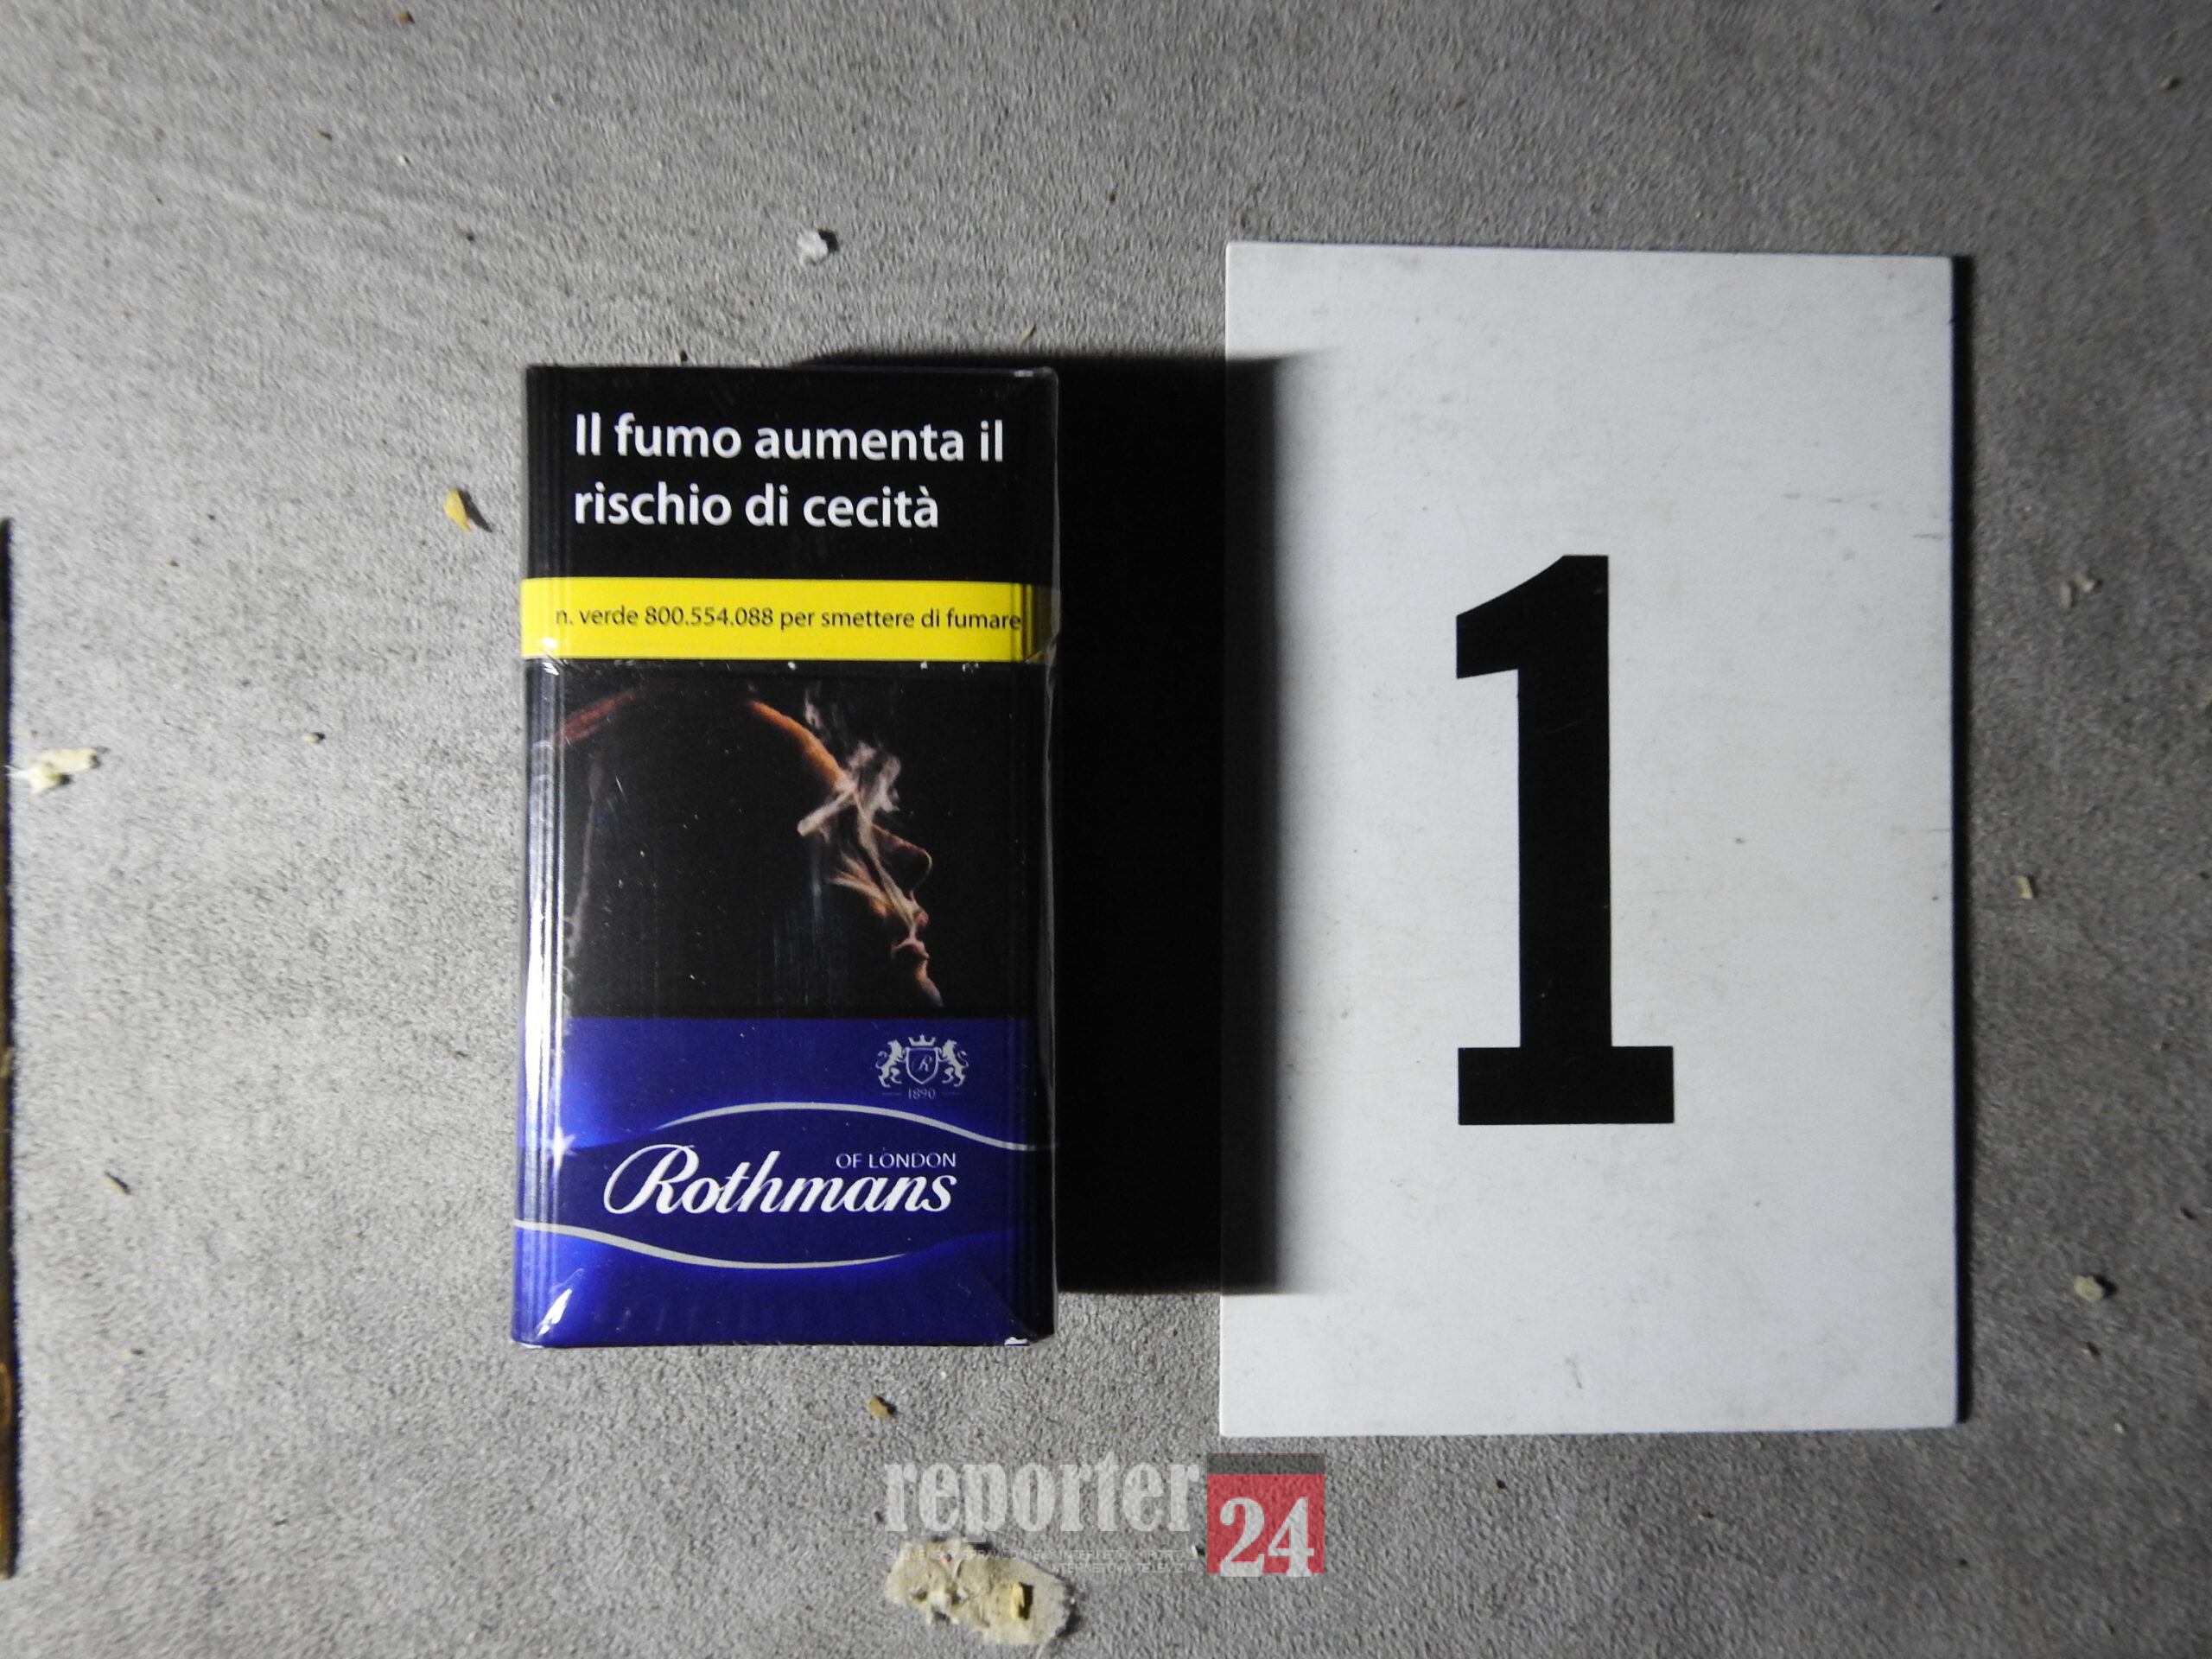 Il fumo aumenta il
rischio di cecità
n. verde 800.554.088 per smettere di fumare
R
1890
OF LONDON
Rothmans
1
reporter
24